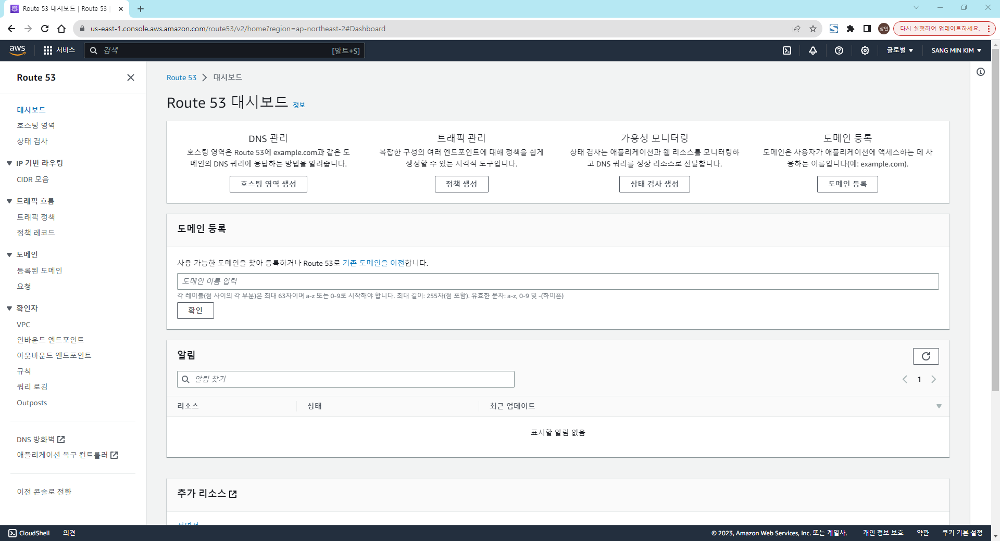 Route 53 대시보드 | Route 53
us-east-1.console.aws.amazon.com/route53/v2/home?region=ap-northeast-2#Dashboard
상민
다시 실행하여 업데이트하세요.
aws
서비스
검색
[알트+S]
글로벌
SANG MIN KIM
Route 53
대시보드
호스팅 영역
상태 검사
IP 기반 라우팅
CIDR 모음
트래픽 흐름
트래픽 정책
정책 레코드
도메인
등록된 도메인
요청
확인자
VPC
인바운드 엔드포인트
아웃바운드 엔드포인트
규칙
쿼리 로깅
Outposts
DNS 방화벽
애플리케이션 복구 컨트롤러
이전 콘솔로 전환
Route 53 대시보드
Route 53 대시보드 정보
DNS 관리
호스팅 영역은 Route 53에 example.com과 같은 도
메인의 DNS 쿼리에 응답하는 방법을 알려줍니다.
호스팅 영역 생성
트래픽 관리
복잡한 구성의 여러 엔드포인트에 대해 정책을 쉽게
생성할 수 있는 시각적 도구입니다.
정책 생성
가용성 모니터링
상태 검사는 애플리케이션과 웹 리소스를 모니터링하
고 DNS 쿼리를 정상 리소스로 전달합니다.
상태 검사 생성
도메인 등록
도메인은 사용자가 애플리케이션에 액세스하는 데 사
용하는 이름입니다(예: example.com).
도메인 등록
도메인 등록
사용 가능한 도메인을 찾아 등록하거나 Route 53로 기존 도메인을 이전합니다.
도메인 이름 입력
각 레이블(점 사이의 각 부분)은 최대 63자이며 a-z 또는 0-9로 시작해야 합니다. 최대 길이: 255자(점 포함). 유효한 문자: a-z, 0-9 및 -(하이픈)
확인
알림
알림 찾기
1
리소스
상태
최근 업데이트
표시할 알림 없음
추가 리소스
설명서
CloudShell
의견
© 2023, Amazon Web Services, Inc. 또는 계열사.
개인 정보 보호
약관
쿠키 기본 설정